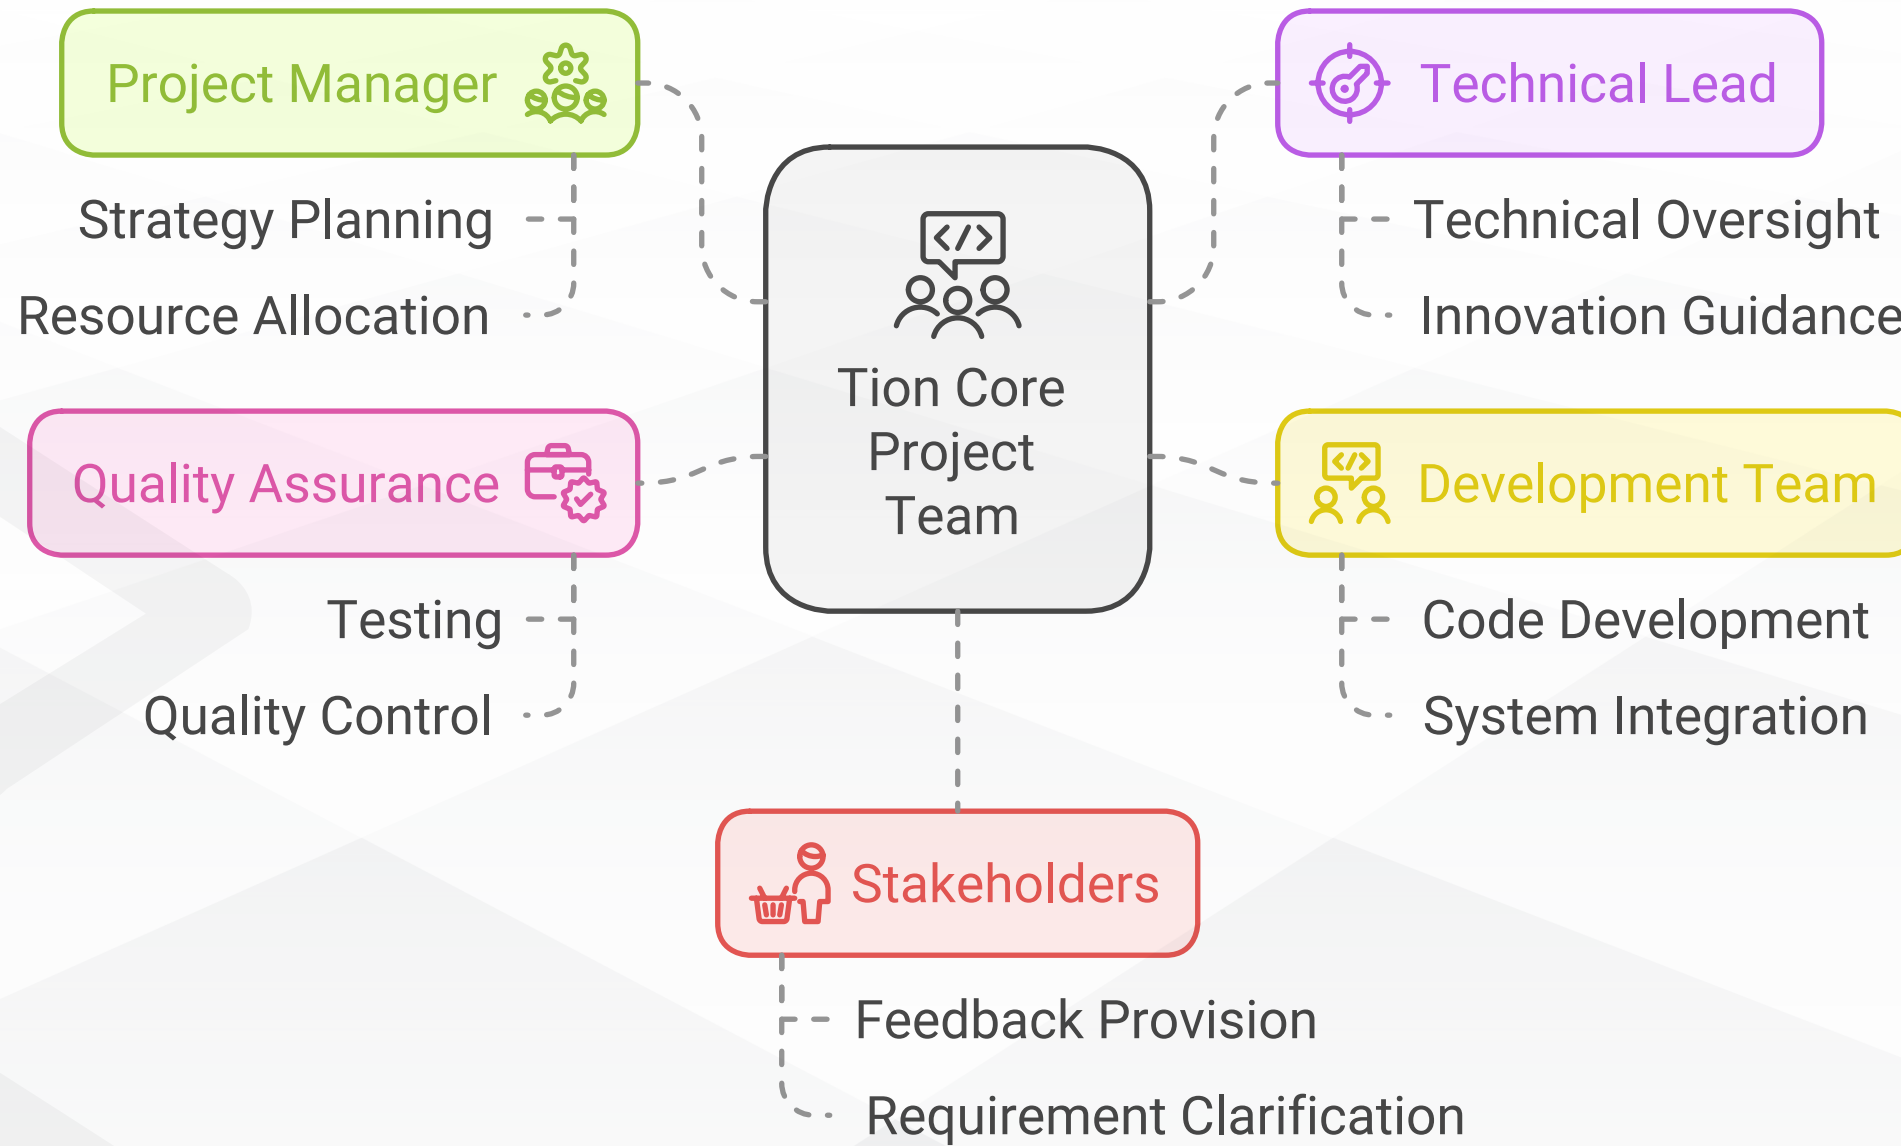 Project Manager
Strategy Planning
Resource Allocation
Quality Assurance
Testing
Quality Control
</>
Tion Core
Project
Team
Technical Lead
Technical Oversight
Innovation Guidance
</>
Development Team
Code Development
System Integration
Stakeholders
Feedback Provision
Requirement Clarification